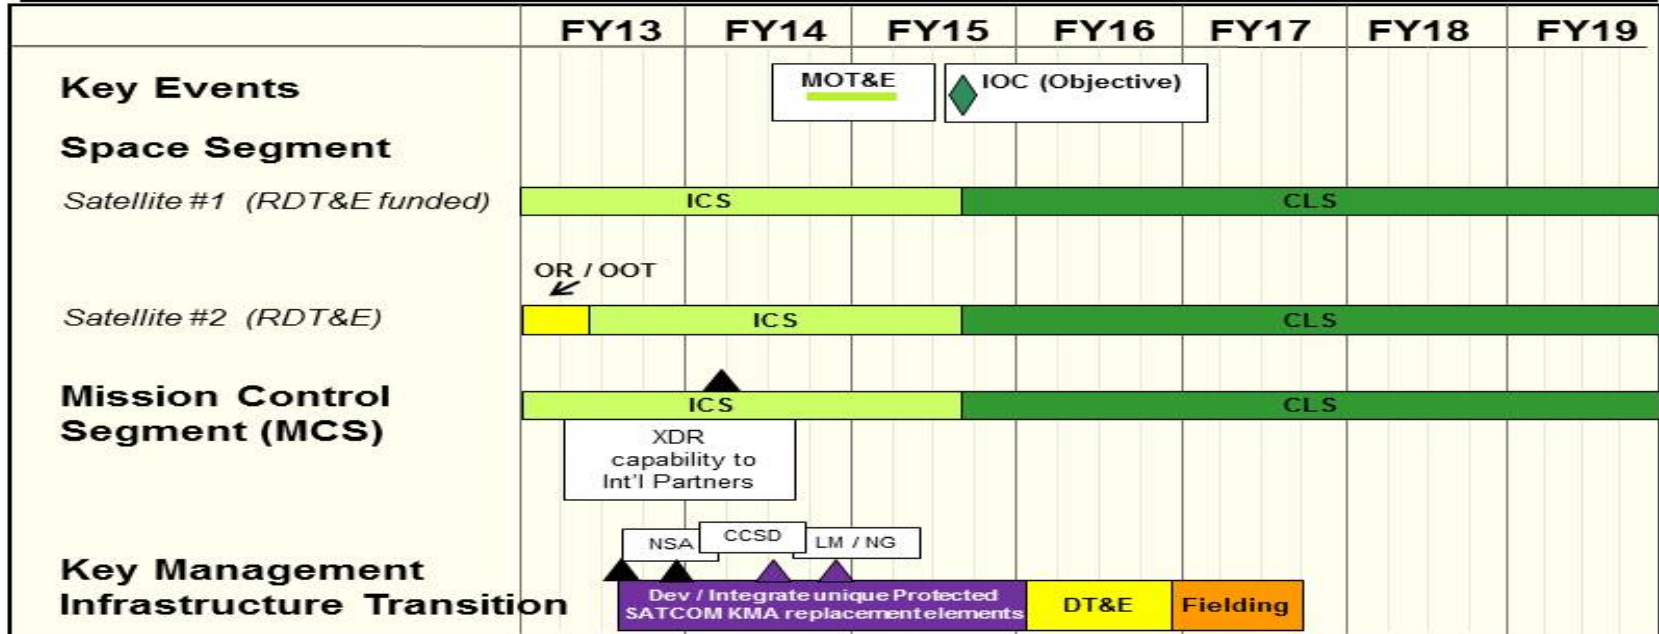 FY13 FY14 FY15 FY16 FY17 FY18 FY19
Key Events
MOT&E
IOC (Objective)
Space Segment
Satellite #1 (RDT&E funded)
ICS
CLS
OR / OOT
Satellite #2 (RDT&E)
ICS
CLS
Mission Control
Segment (MCS)
ICS
CLS
XDR
capability to
Int'l Partners
NSA
CCSD
LM / NG
Key Management
Infrastructure Transition
Dev / Integrate unique Protected
SATCOM KMA replacement elements
DT&E
Fielding